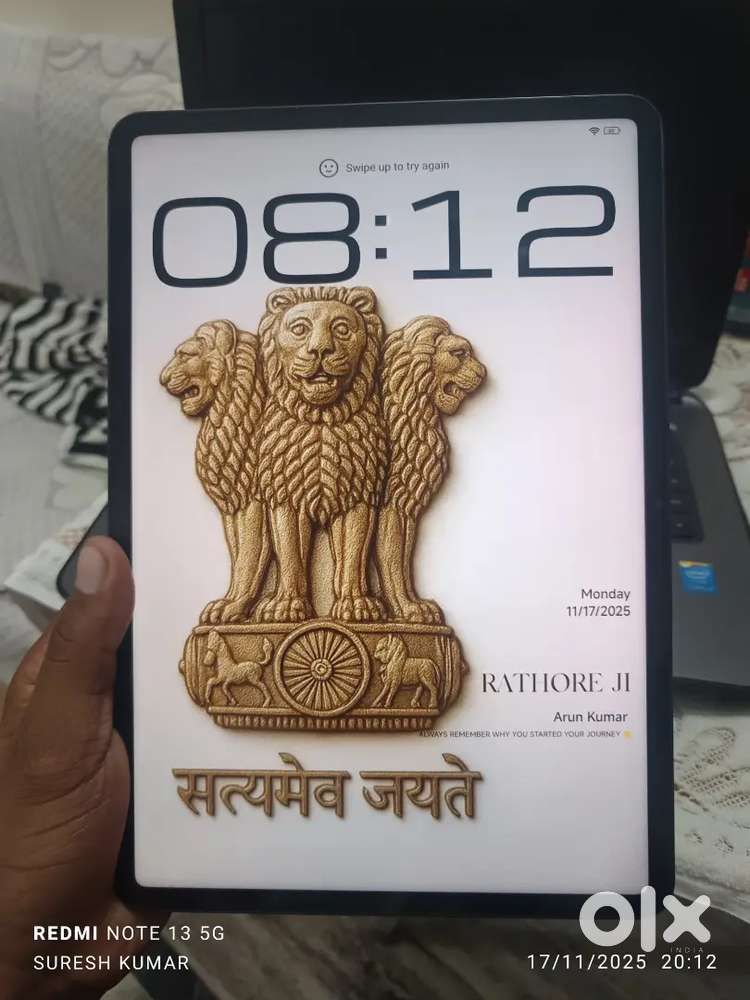 Swipe up to try again
08:12
Monday
11/17/2025
RATHORE JI
Arun Kumar
ALWAYS REMEMBER WHY YOU STARTED YOUR JOURNEY
सत्यमेव जयते
REDMI NOTE 13 5G
SURESH KUMAR
olx
INDIA
17/11/2025 20:12